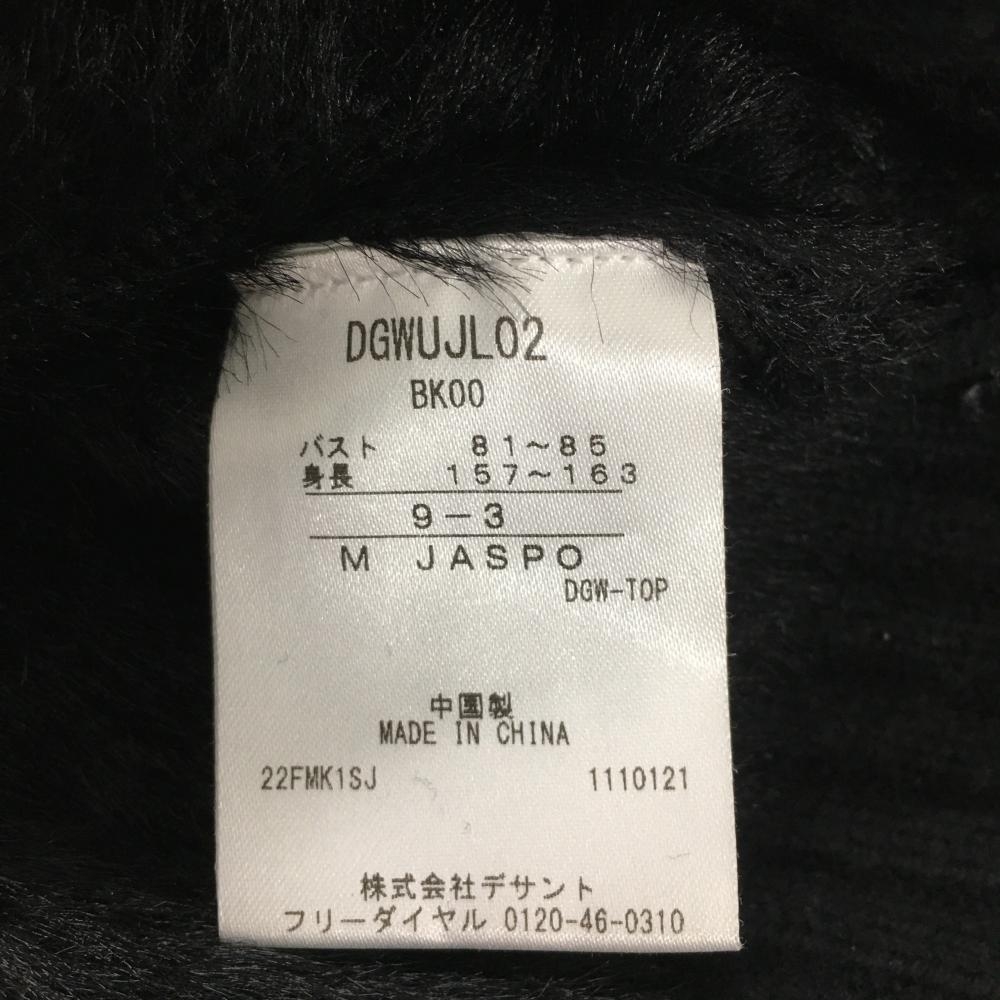 DGWUJL02
BK00
バスト 81〜85
身長 157〜163
9-3
M JASPO
DGW-TOP
中国製
MADE IN CHINA
22FMK1SJ 1110121
株式会社デサント
フリーダイヤル 0120-46-0310